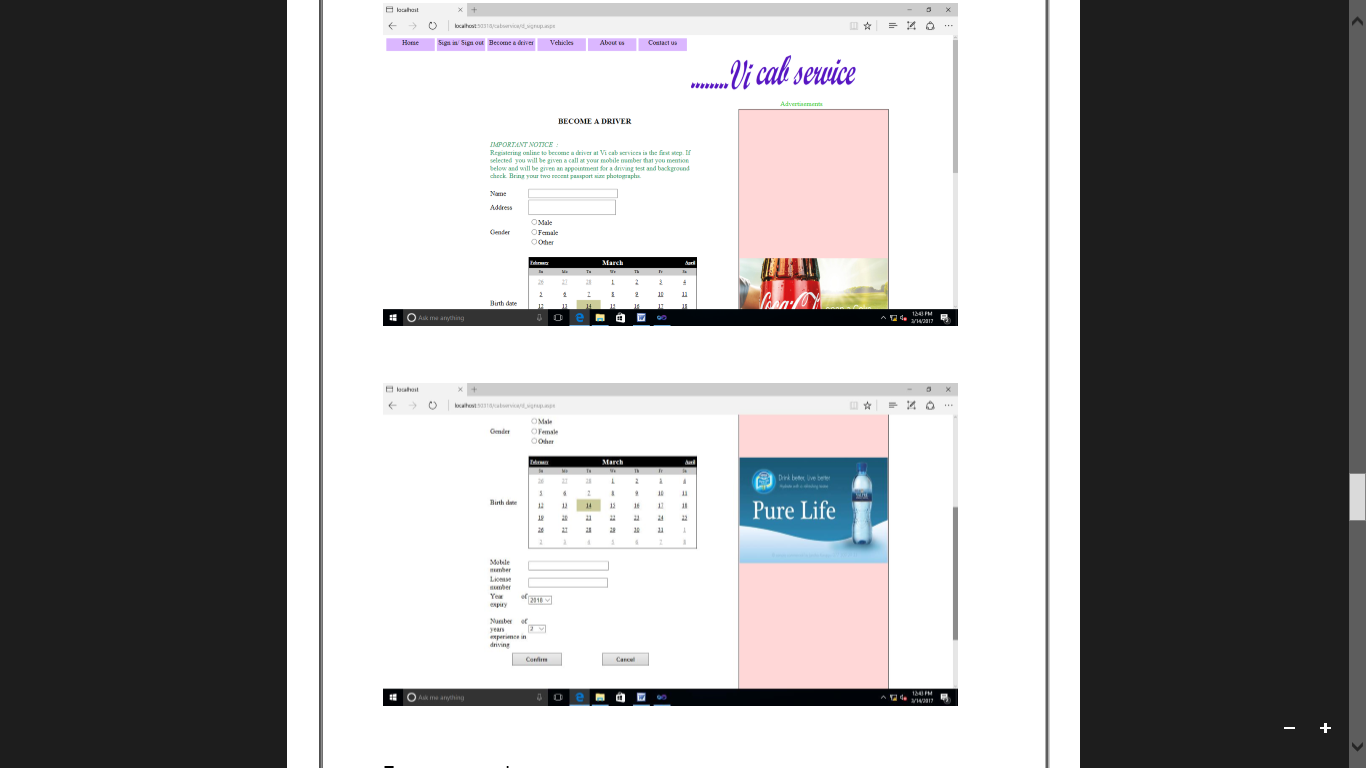 localhost
localhost:50318/cabservice/d_signup.aspx
Home Sign in/ Sign out Become a driver Vehicles About us Contact us
........Vi cab service
Advertisements
BECOME A DRIVER
IMPORTANT NOTICE :
Registering online to become a driver at Vi cab services is the first step. If
selected you will be given a call at your mobile number that you mention
below and will be given an appointment for a driving test and background
check. Bring your two recent passport size photographs.
Name
Address
Male
Gender
Female
Other
February March April
Su Mo Tu We Th Fr Sa
26 27 28 1 2 3 4
5 6 7 8 9 10 11
Birth date
12 13 14 15 16 17 18
Coca-Co
Ask me anything
12:43 PM
3/14/2017
localhost
localhost:50318/cabservice/d_signup.aspx
Male
Gender
Female
Other
February March April
Su Mo Tu We Th Fr Sa
26 27 28 1 2 3 4
5 6 7 8 9 10 11
Birth date
12 13 14 15 16 17 18
19 20 21 22 23 24 25
26 27 28 29 30 31 1
2 3 4 5 6 7 8
Drink better, Live better
Pure Life
Mobile
number
License
number
Year of
expiry
2018
Number of
years
experience in
driving
2
Confirm Cancel
Ask me anything
12:43 PM
3/14/2017